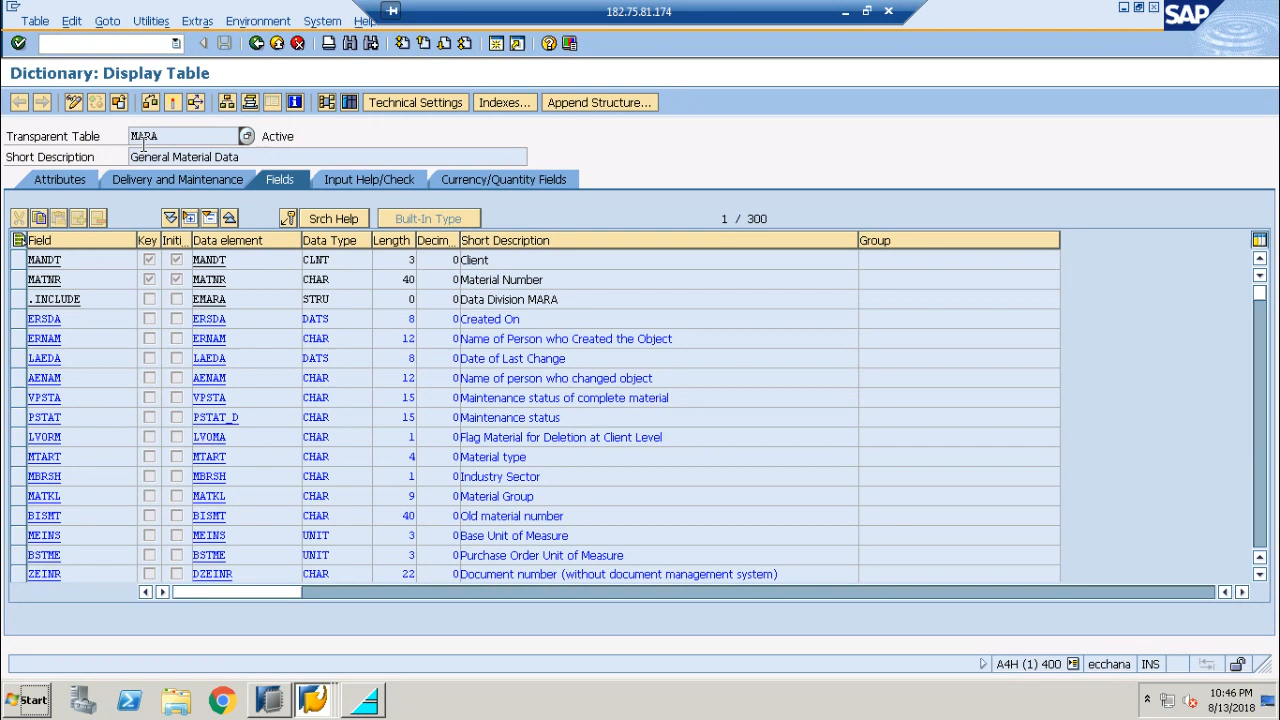 182.75.81.174
Table Edit Goto Utilities Extras Environment System Help
SAP
Dictionary: Display Table
Technical Settings Indexes... Append Structure...
Transparent Table MARA Active
Short Description General Material Data
Attributes Delivery and Maintenance Fields Input Help/Check Currency/Quantity Fields
Srch Help Built-In Type 1 / 300
Field Key Initi... Data element Data Type Length Decim... Short Description Group
MANDT MANDT CLNT 3 0 Client
MATNR MATNR CHAR 40 0 Material Number
.INCLUDE EMARA STRU 0 0 Data Division MARA
ERSDA ERSDA DATS 8 0 Created On
ERNAM ERNAM CHAR 12 0 Name of Person who Created the Object
LAEDA LAEDA DATS 8 0 Date of Last Change
AENAM AENAM CHAR 12 0 Name of person who changed object
VPSTA VPSTA CHAR 15 0 Maintenance status of complete material
PSTAT PSTAT_D CHAR 15 0 Maintenance status
LVORM LVOMA CHAR 1 0 Flag Material for Deletion at Client Level
MTART MTART CHAR 4 0 Material type
MBRSH MBRSH CHAR 1 0 Industry Sector
MATKL MATKL CHAR 9 0 Material Group
BISMT BISMT CHAR 40 0 Old material number
MEINS MEINS UNIT 3 0 Base Unit of Measure
BSTME BSTME UNIT 3 0 Purchase Order Unit of Measure
ZEINR DZEINR CHAR 22 0 Document number (without document management system)
A4H (1) 400 ecchana INS
Start 10:46 PM
8/13/2018